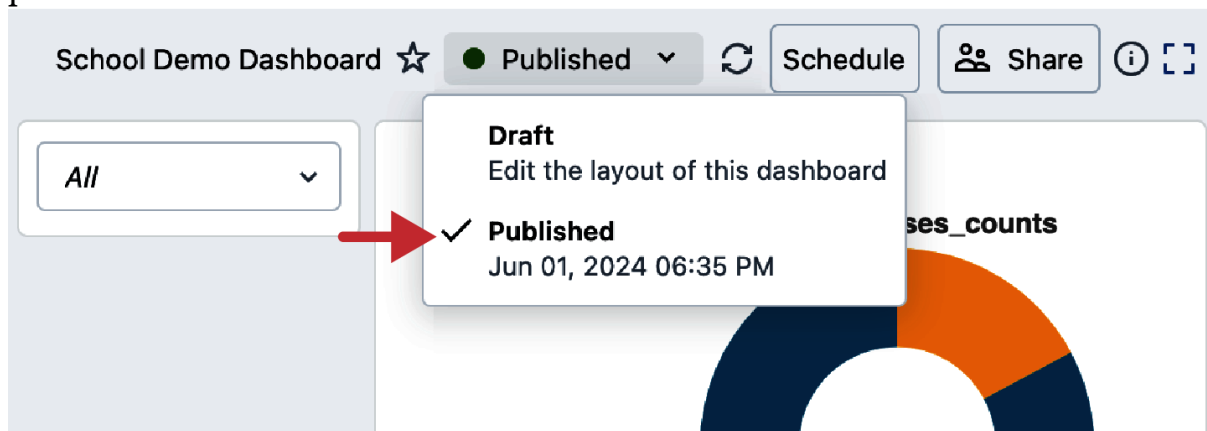 School Demo Dashboard Published Schedule Share
Draft
Edit the layout of this dashboard
All
Published
ses_counts
Jun 01, 2024 06:35 PM